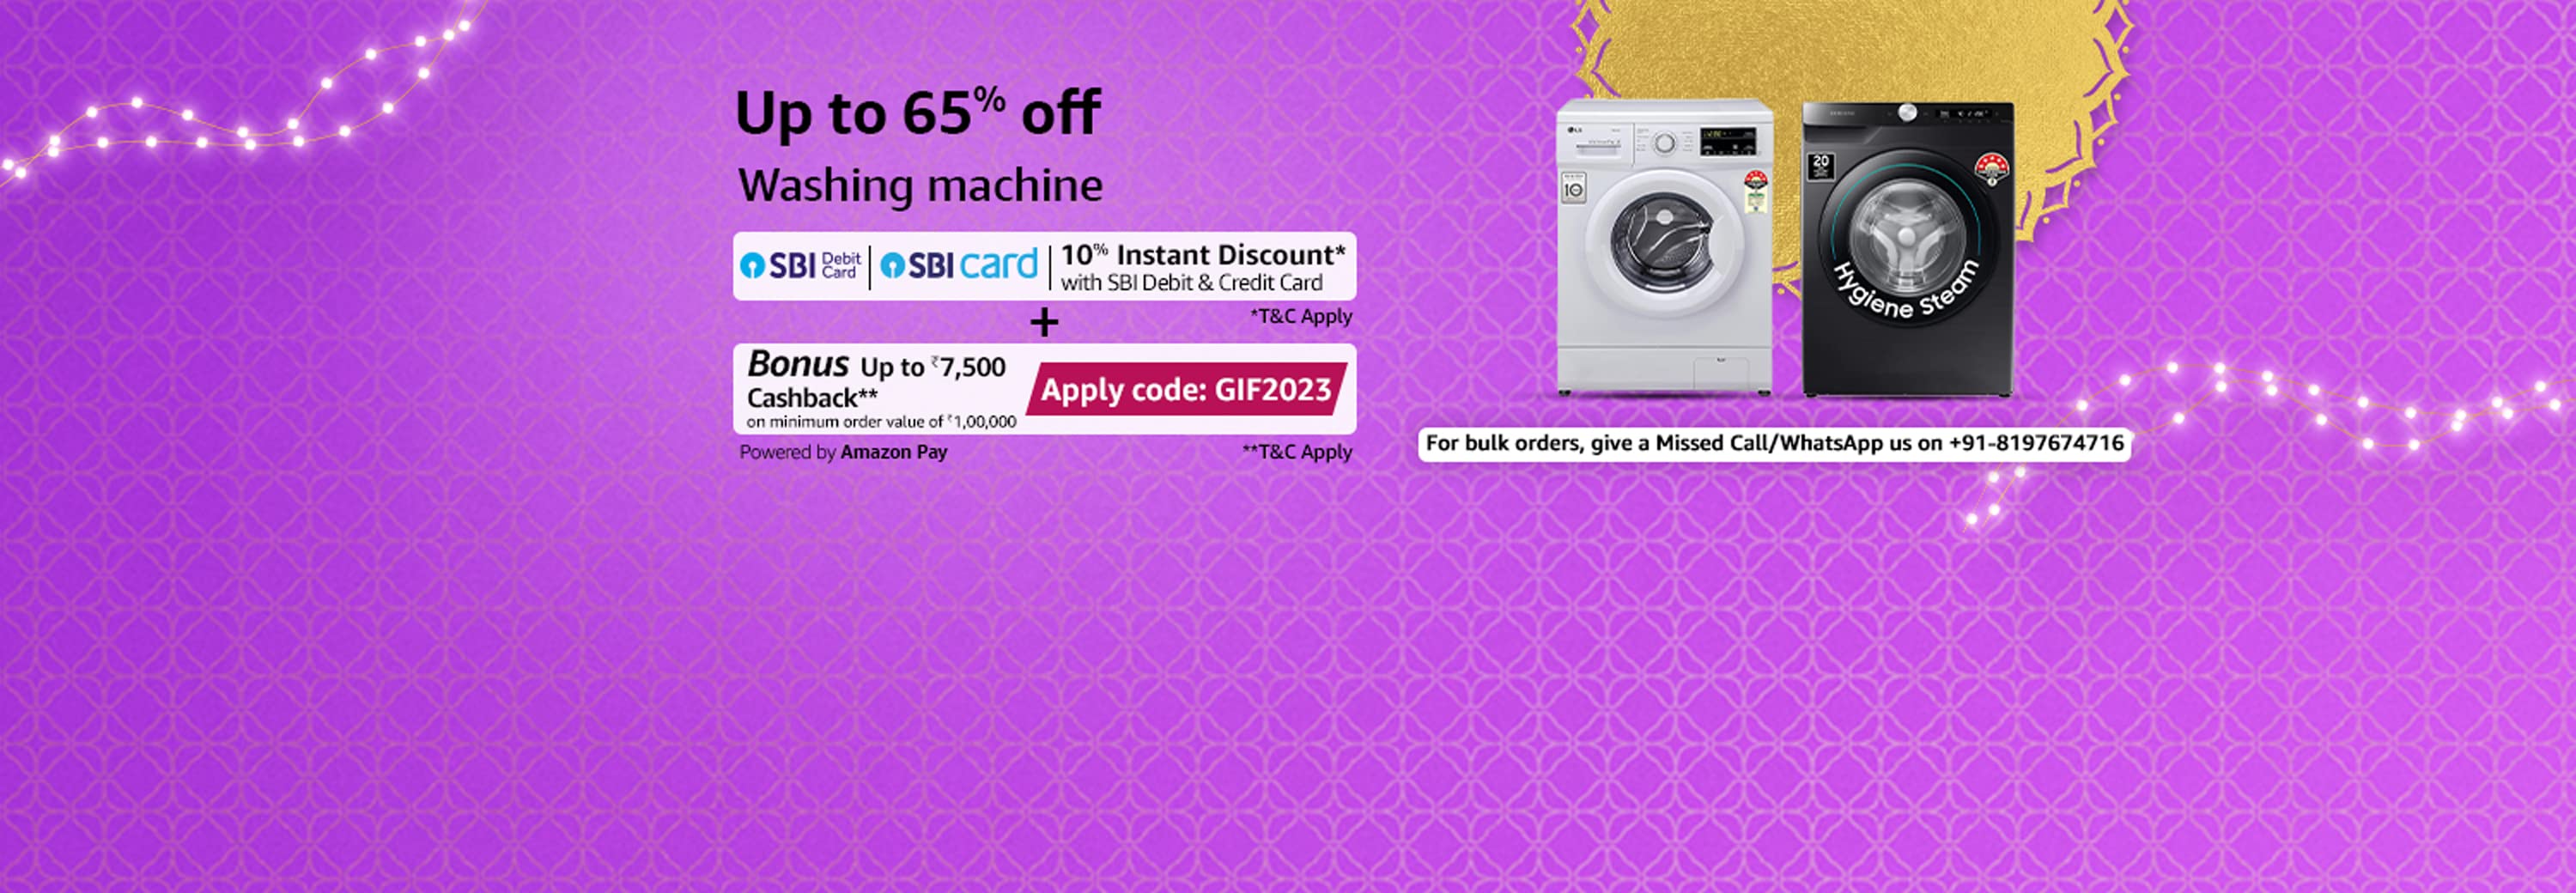 Up to 65% off
Washing machine
SBI Debit Card | SBI card | 10% Instant Discount*
with SBI Debit & Credit Card
+
*T&C Apply
Bonus Up to ₹7,500
Cashback**
on minimum order value of ₹1,00,000
Apply code: GIF2023
Powered by Amazon Pay
**T&C Apply
LG
10
SAMSUNG
20
Hygiene Steam
For bulk orders, give a Missed Call/WhatsApp us on +91-8197674716